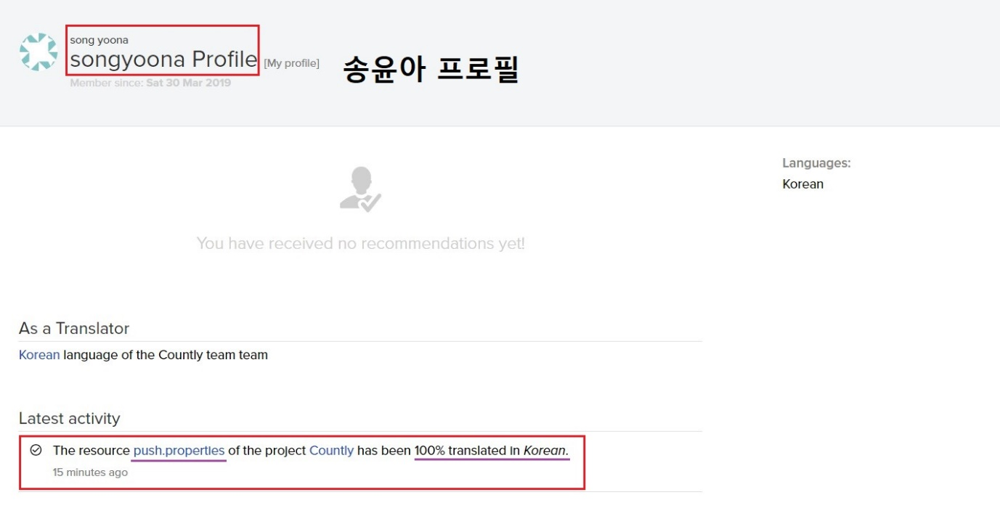 song yoona
songyoona Profile [My profile] 송윤아 프로필
Member since: Sat 30 Mar 2019
Languages:
Korean
You have received no recommendations yet!
As a Translator
Korean language of the Countly team team
Latest activity
The resource push.properties of the project Countly has been 100% translated in Korean.
15 minutes ago